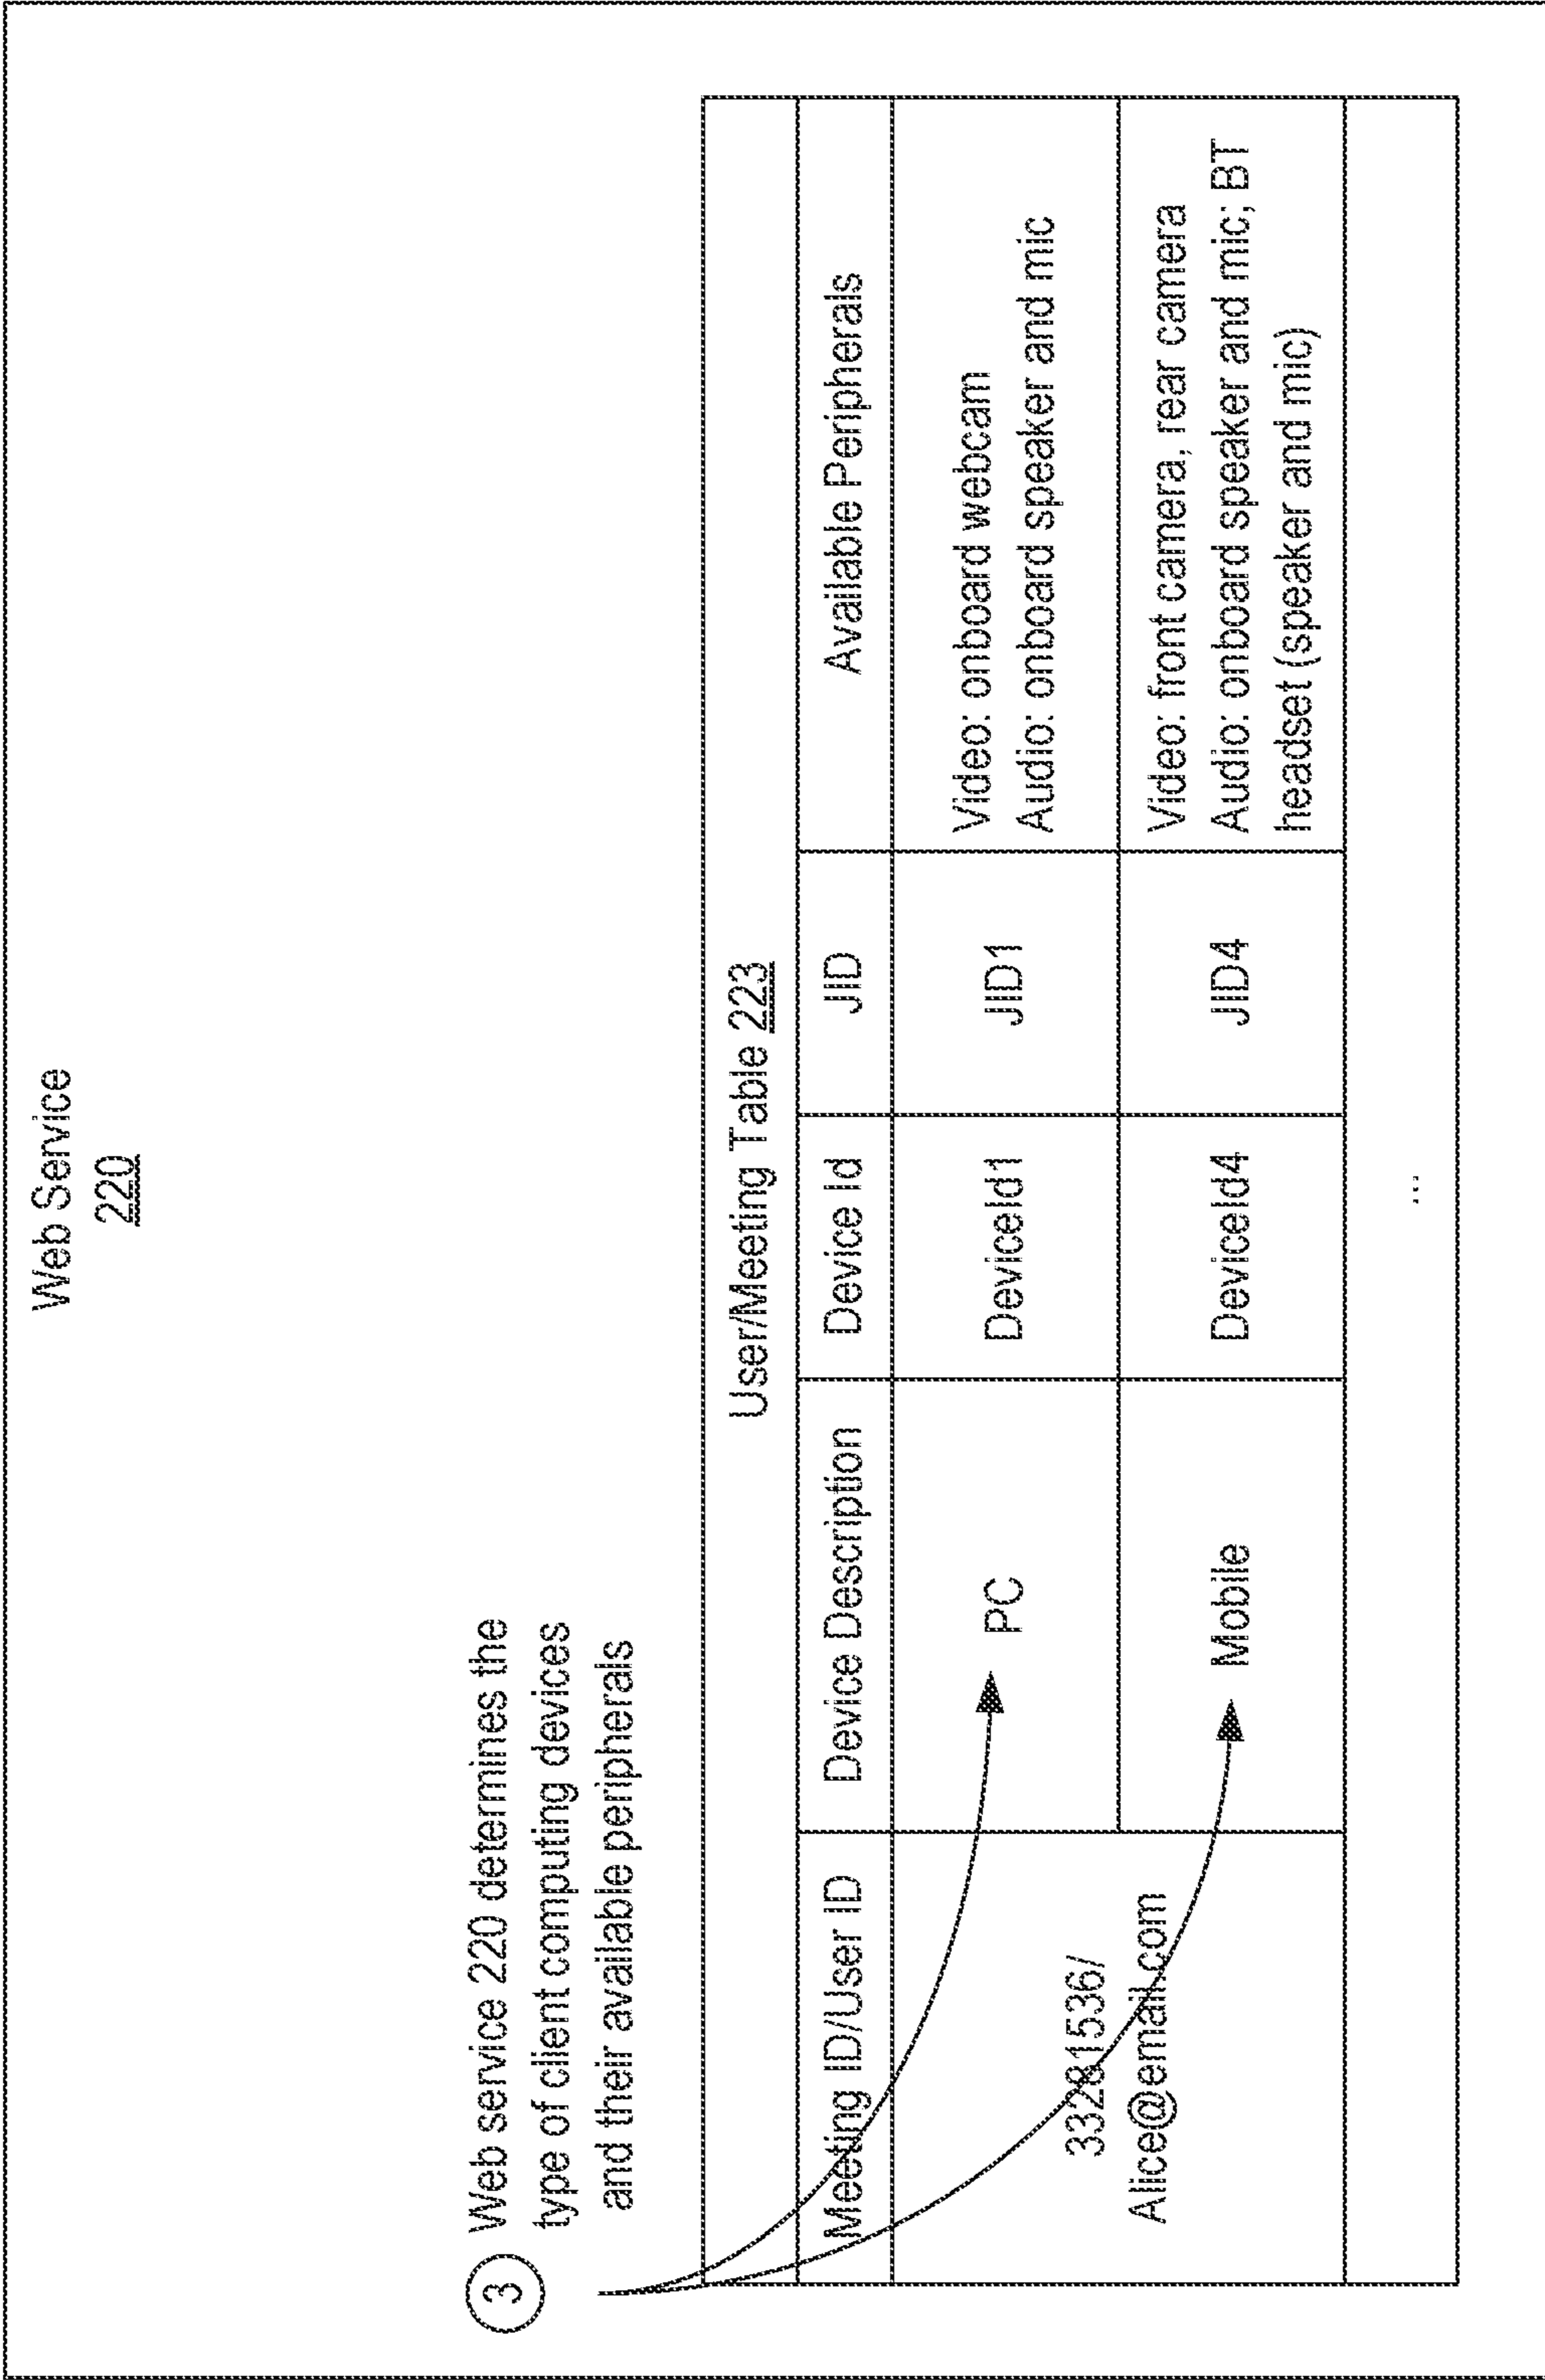 Web Service
220
3
Web service 220 determines the
type of client computing devices
and their available peripherals
User/Meeting Table 223
Meeting ID/User ID
Device Description
Device Id
JID
Available Peripherals
33281536/
Alice@email.com
PC
DeviceId1
JID1
Video: onboard webcam
Audio: onboard speaker and mic
Mobile
DeviceId4
JID4
Video: front camera, rear camera
Audio: onboard speaker and mic; BT
headset (speaker and mic)
...